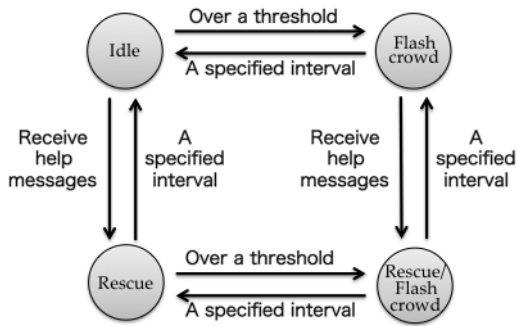 Over a threshold
Idle
Flash
crowd
A specified interval
Receive
help
messages
A
specified
interval
Receive
help
messages
A
specified
interval
Over a threshold
Rescue
Rescue/
Flash
crowd
A specified interval